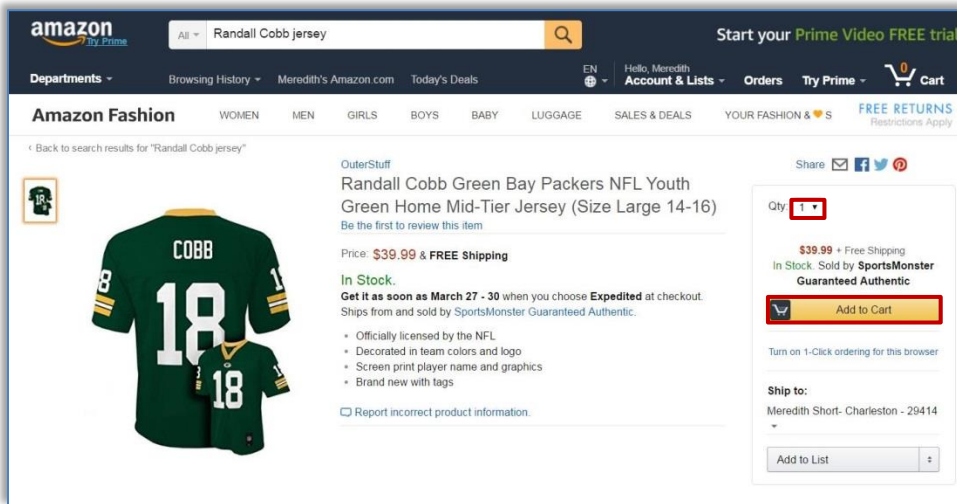 amazon
Try Prime
All
Randall Cobb jersey
Start your Prime Video FREE trial
Departments
Browsing History
Meredith's Amazon.com
Today's Deals
EN
Hello, Meredith
Account & Lists
Orders
Try Prime
0
Cart
Amazon Fashion
WOMEN
MEN
GIRLS
BOYS
BABY
LUGGAGE
SALES & DEALS
YOUR FASHION & 🧡 S
FREE RETURNS
Restrictions Apply
‹ Back to search results for "Randall Cobb jersey"
COBB
18
18
18
OuterStuff
Randall Cobb Green Bay Packers NFL Youth
Green Home Mid-Tier Jersey (Size Large 14-16)
Be the first to review this item
Price: $39.99 & FREE Shipping
In Stock.
Get it as soon as March 27 - 30 when you choose Expedited at checkout.
Ships from and sold by SportsMonster Guaranteed Authentic.
Officially licensed by the NFL
Decorated in team colors and logo
Screen print player name and graphics
Brand new with tags
Report incorrect product information.
Share
Qty: 1
$39.99 + Free Shipping
In Stock. Sold by SportsMonster
Guaranteed Authentic
Add to Cart
Turn on 1-Click ordering for this browser
Ship to:
Meredith Short- Charleston - 29414
Add to List